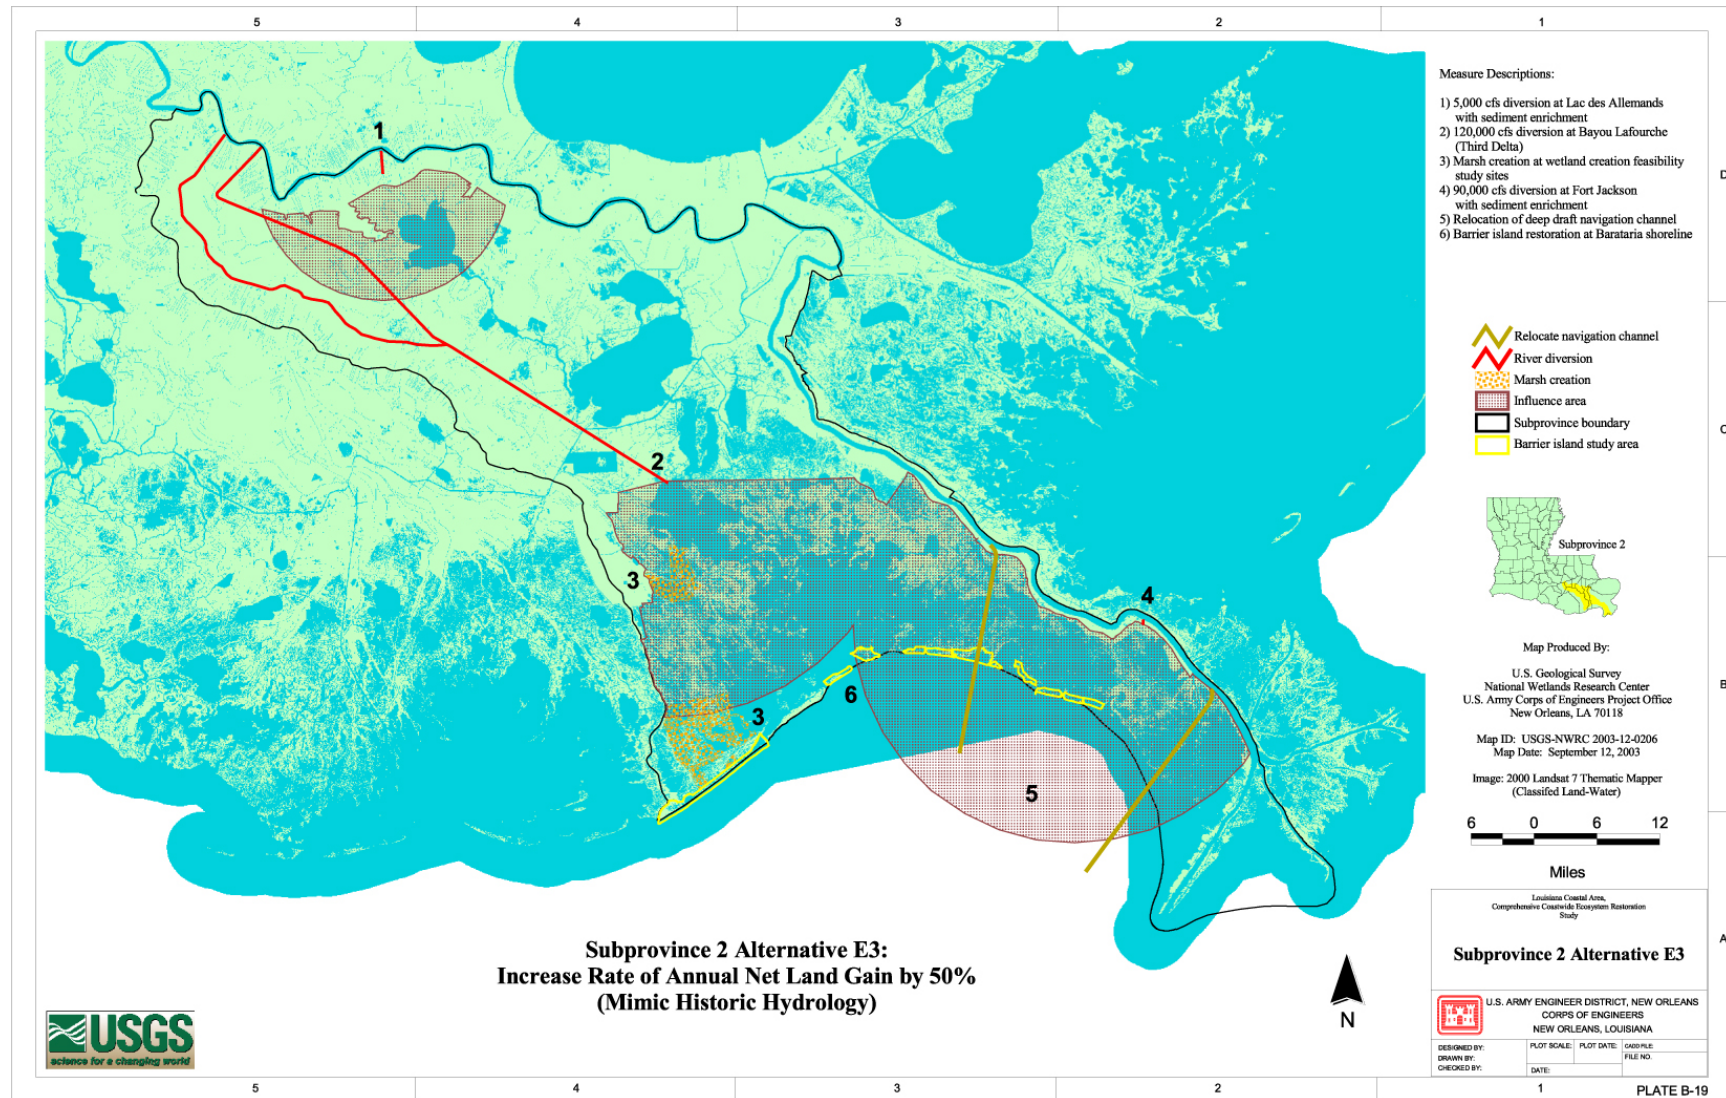 5 4 3 2 1
Measure Descriptions:
1) 5,000 cfs diversion at Lac des Allemands
with sediment enrichment
2) 120,000 cfs diversion at Bayou Lafourche
(Third Delta)
3) Marsh creation at wetland creation feasibility
study sites
4) 90,000 cfs diversion at Fort Jackson
with sediment enrichment
5) Relocation of deep draft navigation channel
6) Barrier island restoration at Barataria shoreline
D
C
B
A
1
2
3
4
3
6
5
Relocate navigation channel
River diversion
Marsh creation
Influence area
Subprovince boundary
Barrier island study area
Subprovince 2
Map Produced By:
U.S. Geological Survey
National Wetlands Research Center
U.S. Army Corps of Engineers Project Office
New Orleans, LA 70118
Map ID: USGS-NWRC 2003-12-0206
Map Date: September 12, 2003
Image: 2000 Landsat 7 Thematic Mapper
(Classifed Land-Water)
6 0 6 12
Miles
Louisiana Coastal Area,
Comprehensive Coastwide Ecosystem Restoration
Study
Subprovince 2 Alternative E3
U.S. ARMY ENGINEER DISTRICT, NEW ORLEANS
CORPS OF ENGINEERS
NEW ORLEANS, LOUISIANA
DESIGNED BY:
DRAWN BY:
CHECKED BY:
PLOT SCALE: PLOT DATE: CADD FILE:
FILE NO.
DATE:
Subprovince 2 Alternative E3:
Increase Rate of Annual Net Land Gain by 50%
(Mimic Historic Hydrology)
N
USGS
science for a changing world
5 4 3 2 1
PLATE B-19